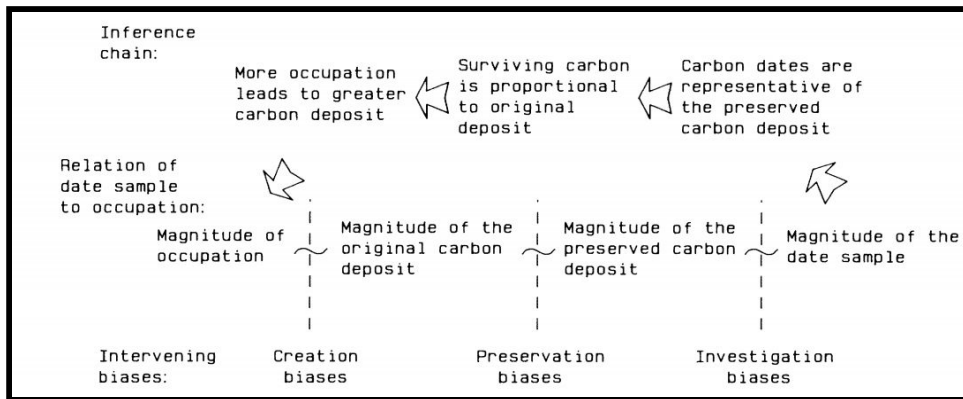 Inference
chain:
More occupation
leads to greater
carbon deposit
Surviving carbon
is proportional
to original
deposit
Carbon dates are
representative of
the preserved
carbon deposit
Relation of
date sample
to occupation:
Magnitude of
occupation
Magnitude of the
original carbon
deposit
Magnitude of the
preserved carbon
deposit
Magnitude of the
date sample
Intervening
biases:
Creation
biases
Preservation
biases
Investigation
biases